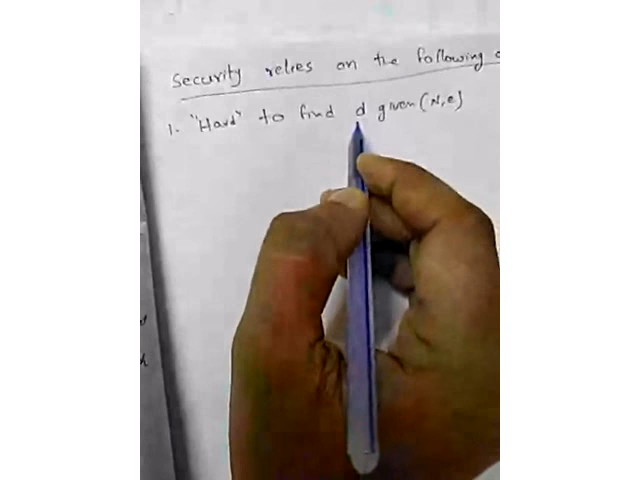 Security relies on the following
1. "Hard" to find d given (N,e)